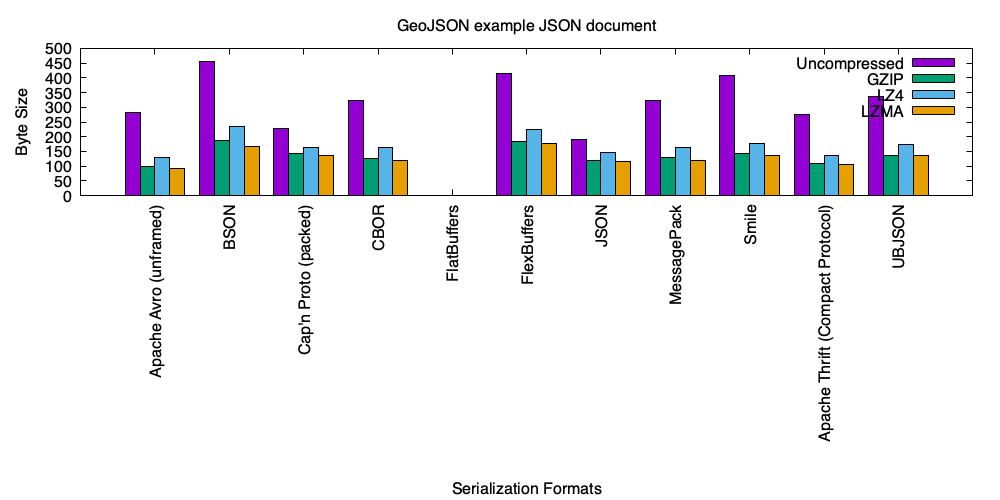 GeoJSON example JSON document
Byte Size
500
450
400
350
300
250
200
150
100
50
0
Uncompressed
GZIP
LZ4
LZMA
Apache Avro (unframed)
BSON
Cap'n Proto (packed)
CBOR
FlatBuffers
FlexBuffers
JSON
MessagePack
Smile
Apache Thrift (Compact Protocol)
UBJSON
Serialization Formats